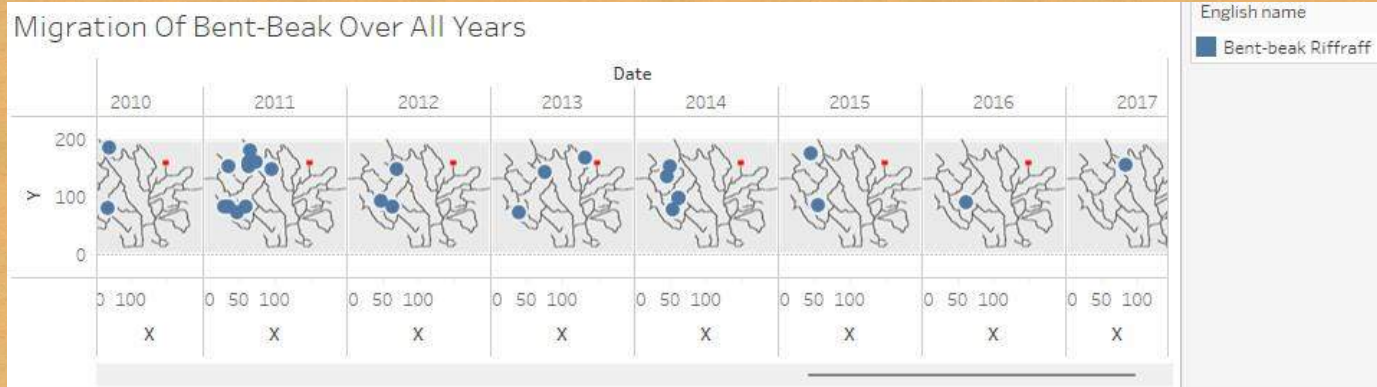 Migration Of Bent-Beak Over All Years
English name
Bent-beak Riffraff
Date
2010 2011 2012 2013 2014 2015 2016 2017
200
100
0
Y
100 0 50 100 0 50 100 0 50 100 0 50 100 0 50 100 0 50 100 0 50 100
X X X X X X X X